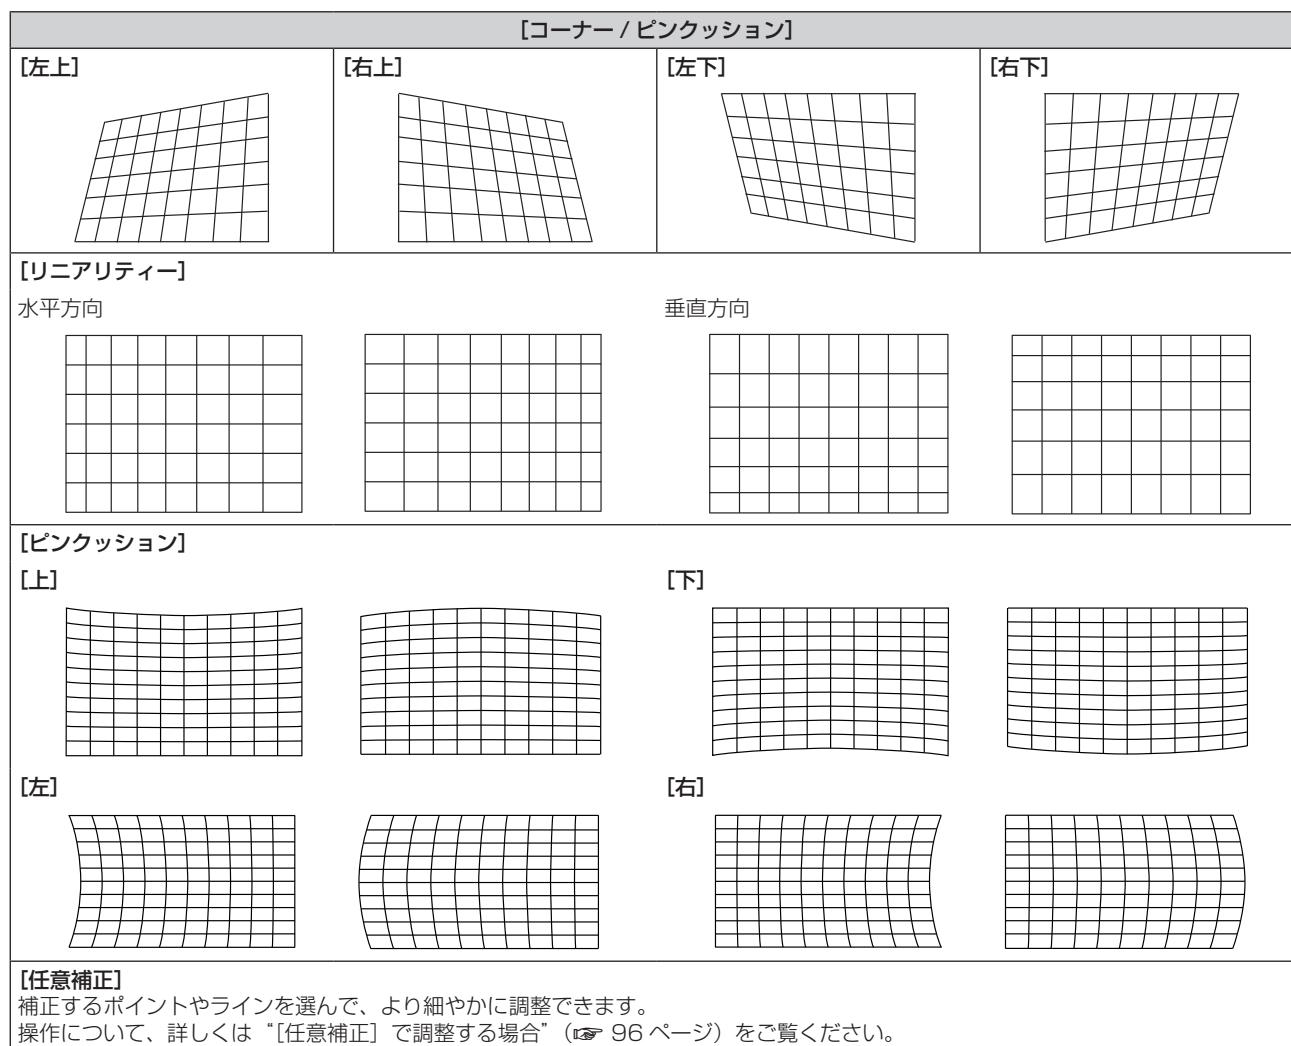 [コーナー / ピンクッション]
[左上]
[右上]
[左下]
[右下]
[リニアリティー]
水平方向
垂直方向
[ピンクッション]
[上]
[下]
[左]
[右]
[任意補正]
補正するポイントやラインを選んで、より細やかに調整できます。
操作について、詳しくは“[任意補正]で調整する場合”(☞ 96 ページ)をご覧ください。